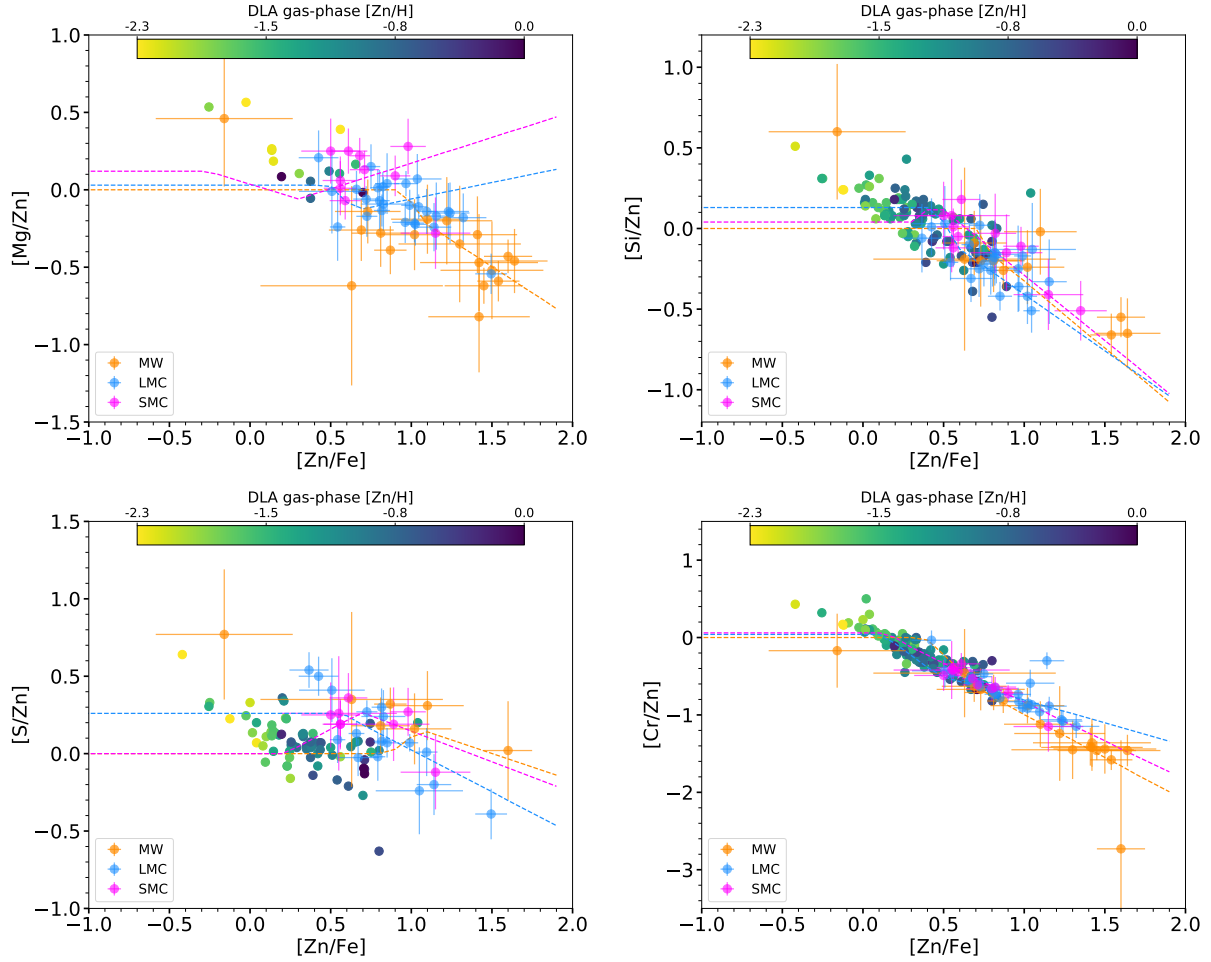 DLA gas-phase [Zn/H]
-2.3 -1.5 -0.8 0.0
1.0
0.5
0.0
−0.5
−1.0
−1.5
[Mg/Zn]
MW
LMC
SMC
−1.0 −0.5 0.0 0.5 1.0 1.5 2.0
[Zn/Fe]
DLA gas-phase [Zn/H]
-2.3 -1.5 -0.8 0.0
1.0
0.5
0.0
−0.5
−1.0
[Si/Zn]
MW
LMC
SMC
−1.0 −0.5 0.0 0.5 1.0 1.5 2.0
[Zn/Fe]
DLA gas-phase [Zn/H]
-2.3 -1.5 -0.8 0.0
1.5
1.0
0.5
0.0
−0.5
−1.0
[S/Zn]
MW
LMC
SMC
−1.0 −0.5 0.0 0.5 1.0 1.5 2.0
[Zn/Fe]
DLA gas-phase [Zn/H]
-2.3 -1.5 -0.8 0.0
1
0
−1
−2
−3
[Cr/Zn]
MW
LMC
SMC
−1.0 −0.5 0.0 0.5 1.0 1.5 2.0
[Zn/Fe]